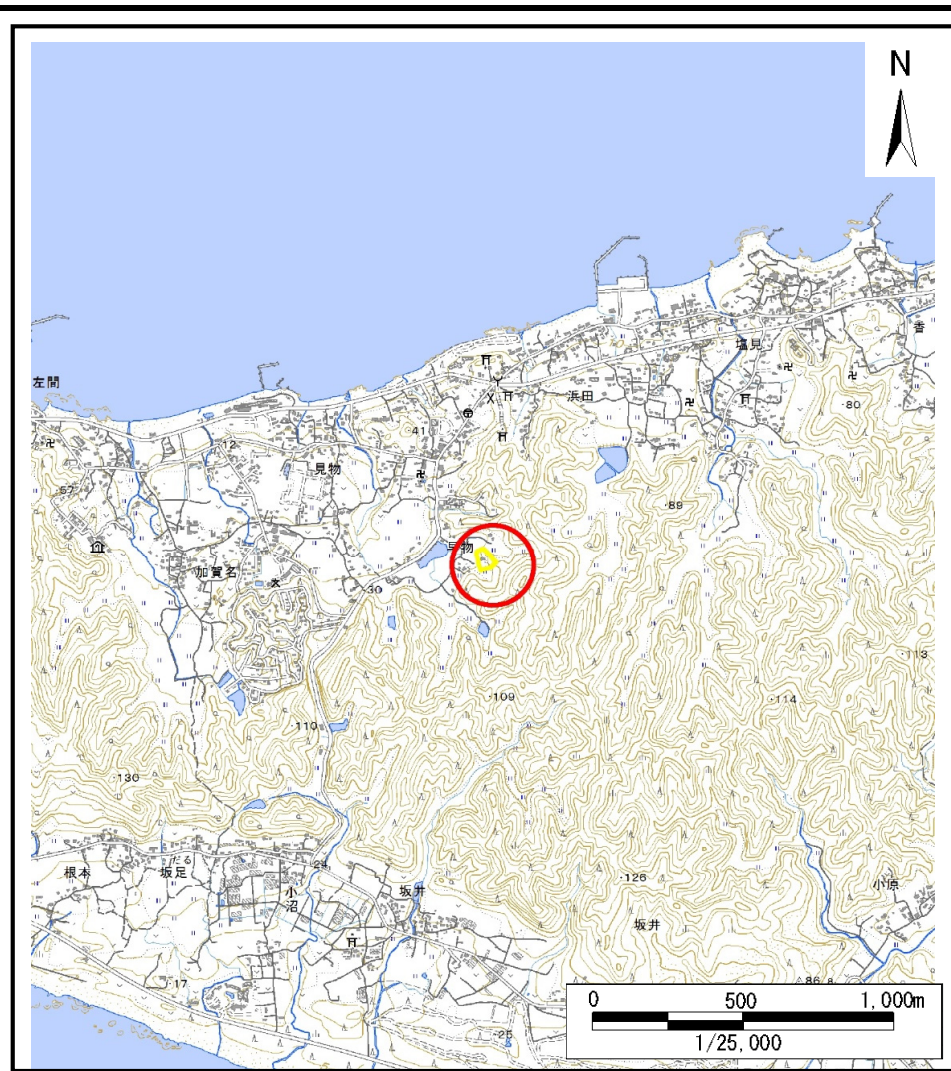 N
塩見
香
左間
X
浜田
80
41
12
見物
57
89
見物
加賀名
30
113
109
114
110
130
24
だる
根本
坂足
小沼
坂井
126
小原
坂井
86.8
17
25
0 500 1,000m
1/25,000